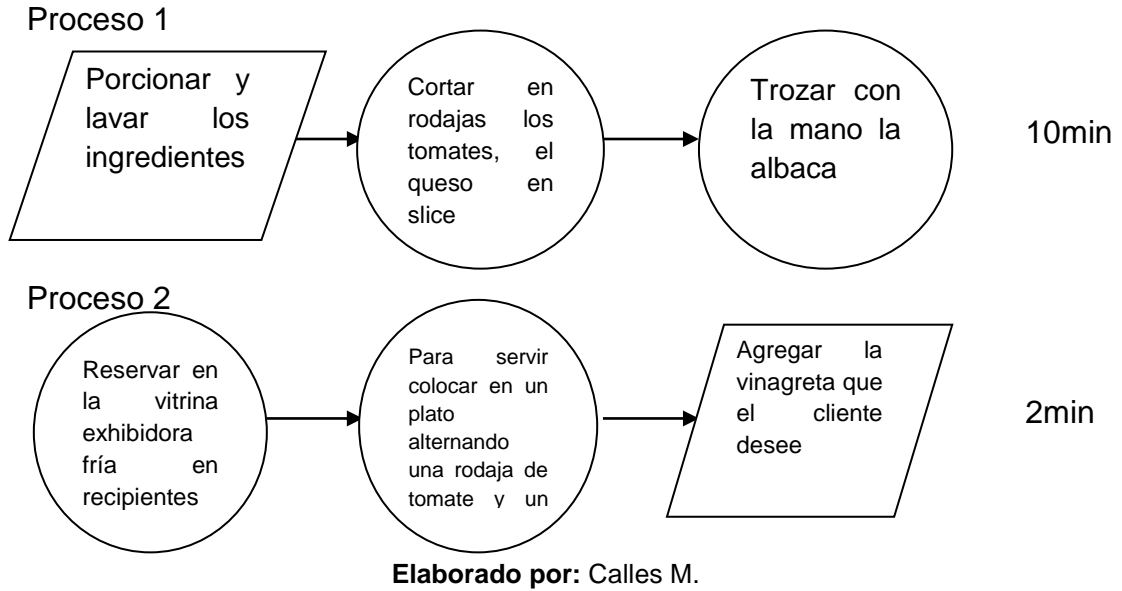 Proceso 1
Porcionar y
lavar los
ingredientes
Cortar en
rodajas los
tomates, el
queso en
slice
Trozar con
la mano la
albaca
10min
Proceso 2
Reservar en
la vitrina
exhibidora
fría en
recipientes
Para servir
colocar en un
plato
alternando
una rodaja de
tomate y un
Agregar la
vinagreta que
el cliente
desee
2min
Elaborado por: Calles M.